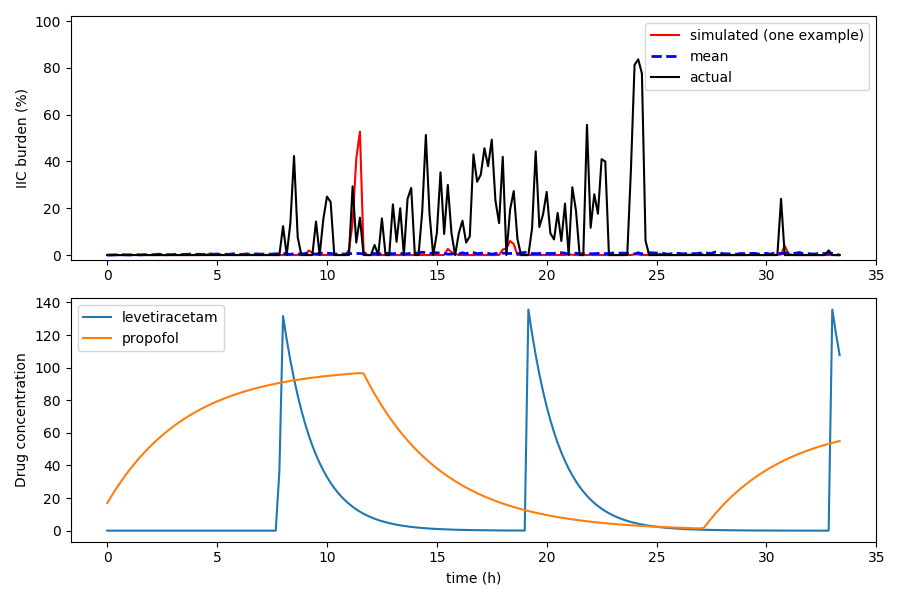 100
80
60
40
20
0
IIC burden (%)
simulated (one example)
mean
actual
0 5 10 15 20 25 30 35
140
120
100
80
60
40
20
0
Drug concentration
levetiracetam
propofol
0 5 10 15 20 25 30 35
time (h)